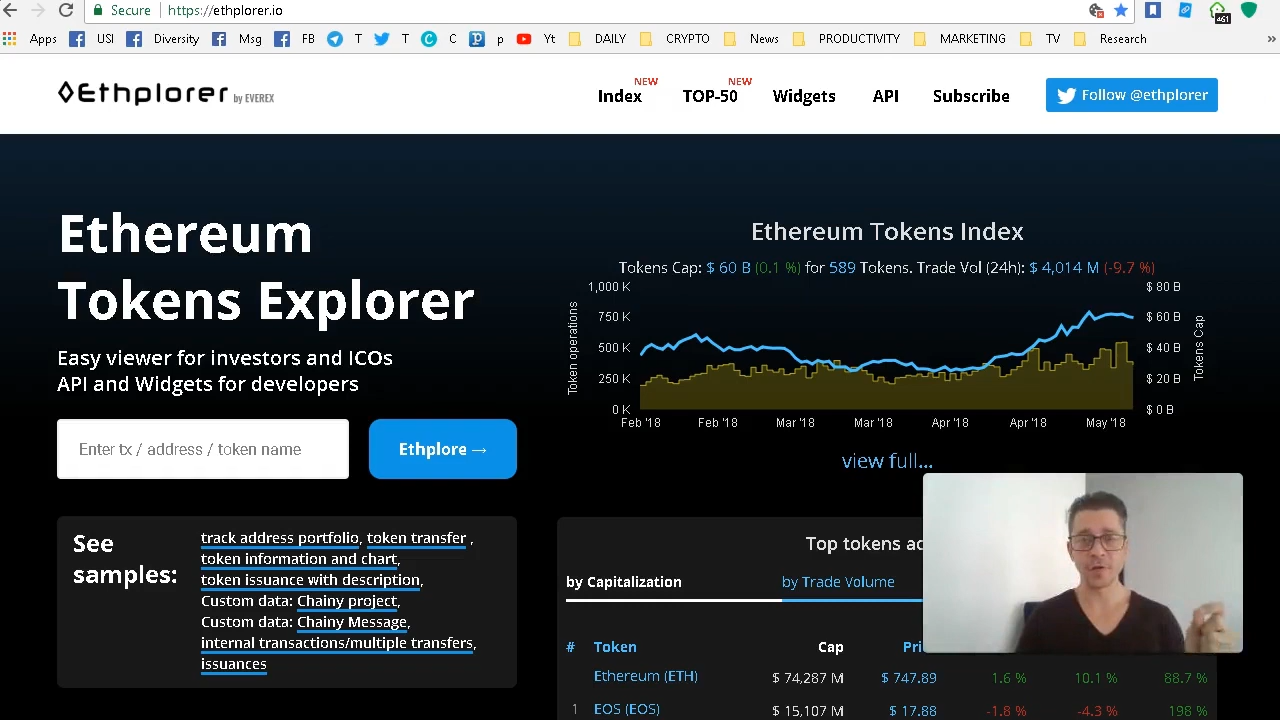 Secure https://ethplorer.io
461
Apps USI Diversity Msg FB T T C p Yt DAILY CRYPTO News PRODUCTIVITY MARKETING TV Research »
Ethplorer by EVEREX
Index NEW TOP-50 NEW Widgets API Subscribe Follow @ethplorer
Ethereum
Tokens Explorer
Easy viewer for investors and ICOs
API and Widgets for developers
Enter tx / address / token name
Ethplore →
See
samples:
track address portfolio, token transfer ,
token information and chart,
token issuance with description,
Custom data: Chainy project,
Custom data: Chainy Message,
internal transactions/multiple transfers,
issuances
Ethereum Tokens Index
Tokens Cap: $ 60 B (0.1 %) for 589 Tokens. Trade Vol (24h): $ 4,014 M (-9.7 %)
Token operations
1,000 K
750 K
500 K
250 K
0 K
$ 80 B
$ 60 B
$ 40 B
$ 20 B
$ 0 B
Tokens Cap
Feb '18 Feb '18 Mar '18 Mar '18 Apr '18 Apr '18 May '18
view full...
Top tokens
by Capitalization by Trade Volume
# Token Cap
Ethereum (ETH) $ 74,287 M $ 747.89 1.6 % 10.1 % 88.7 %
1 EOS (EOS) $ 15,107 M $ 17.88 -1.8 % -4.3 % 198 %